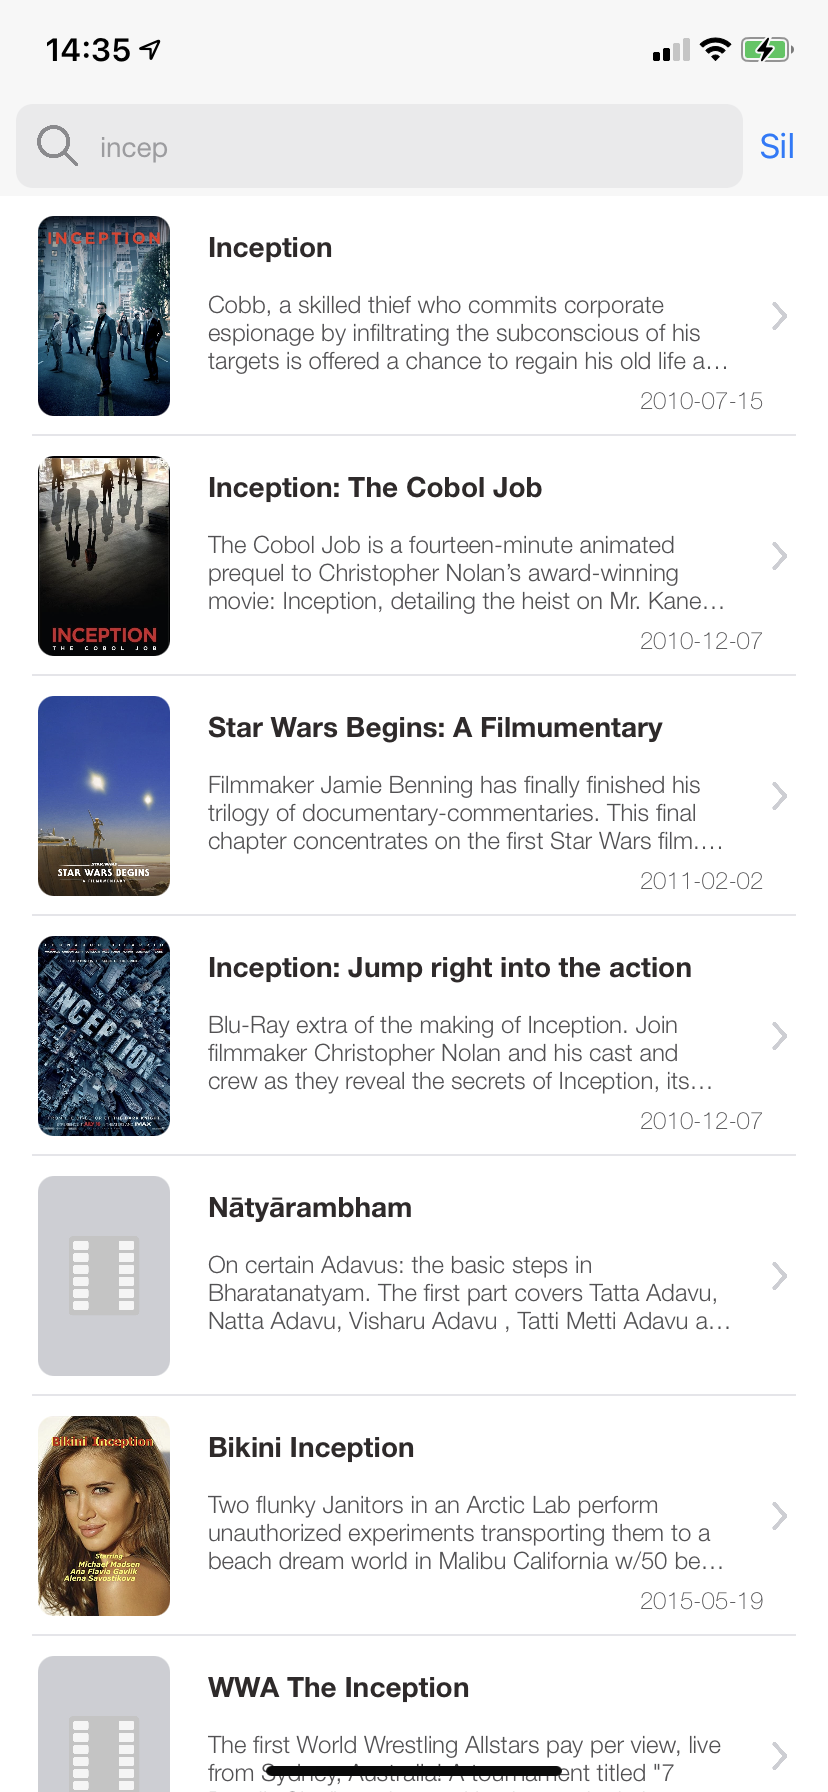 14:35
incep
Sil
INCEPTION
Inception
Cobb, a skilled thief who commits corporate
espionage by infiltrating the subconscious of his
targets is offered a chance to regain his old life a...
2010-07-15
INCEPTION
THE COBOL JOB
Inception: The Cobol Job
The Cobol Job is a fourteen-minute animated
prequel to Christopher Nolan’s award-winning
movie: Inception, detailing the heist on Mr. Kane...
2010-12-07
STAR WARS
STAR WARS BEGINS
A FILMUMENTARY
Star Wars Begins: A Filmumentary
Filmmaker Jamie Benning has finally finished his
trilogy of documentary-commentaries. This final
chapter concentrates on the first Star Wars film....
2011-02-02
INCEPTION
Inception: Jump right into the action
Blu-Ray extra of the making of Inception. Join
filmmaker Christopher Nolan and his cast and
crew as they reveal the secrets of Inception, its...
2010-12-07
Nātyārambham
On certain Adavus: the basic steps in
Bharatanatyam. The first part covers Tatta Adavu,
Natta Adavu, Visharu Adavu , Tatti Metti Adavu a...
Bikini Inception
Starring
Michael Madsen
Ana Flavia Gavlik
Alena Savostikova
Bikini Inception
Two flunky Janitors in an Arctic Lab perform
unauthorized experiments transporting them to a
beach dream world in Malibu California w/50 be...
2015-05-19
WWA The Inception
The first World Wrestling Allstars pay per view, live
from Sydney, Australia! A tournament titled "7